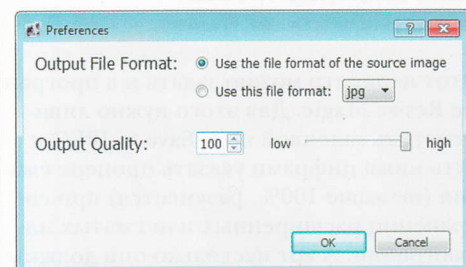 Preferences
Output File Format: Use the file format of the source image
Use this file format: jpg
Output Quality: 100 low high
OK Cancel